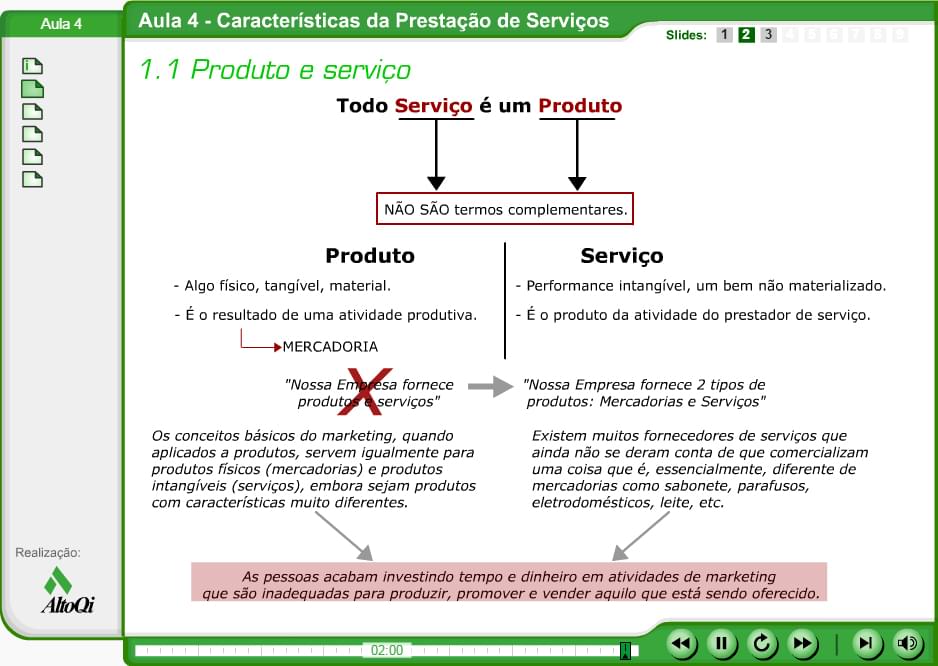 Aula 4
Aula 4 - Características da Prestação de Serviços
Slides: 1 2 3 4 5 6 7 8 9
1.1 Produto e serviço
Todo Serviço é um Produto
NÃO SÃO termos complementares.
Produto
- Algo físico, tangível, material.
- É o resultado de uma atividade produtiva.
MERCADORIA
Serviço
- Performance intangível, um bem não materializado.
- É o produto da atividade do prestador de serviço.
"Nossa Empresa fornece
produtos e serviços"
"Nossa Empresa fornece 2 tipos de
produtos: Mercadorias e Serviços"
Os conceitos básicos do marketing, quando
aplicados a produtos, servem igualmente para
produtos físicos (mercadorias) e produtos
intangíveis (serviços), embora sejam produtos
com características muito diferentes.
Existem muitos fornecedores de serviços que
ainda não se deram conta de que comercializam
uma coisa que é, essencialmente, diferente de
mercadorias como sabonete, parafusos,
eletrodomésticos, leite, etc.
As pessoas acabam investindo tempo e dinheiro em atividades de marketing
que são inadequadas para produzir, promover e vender aquilo que está sendo oferecido.
Realização:
AltoQi
02:00